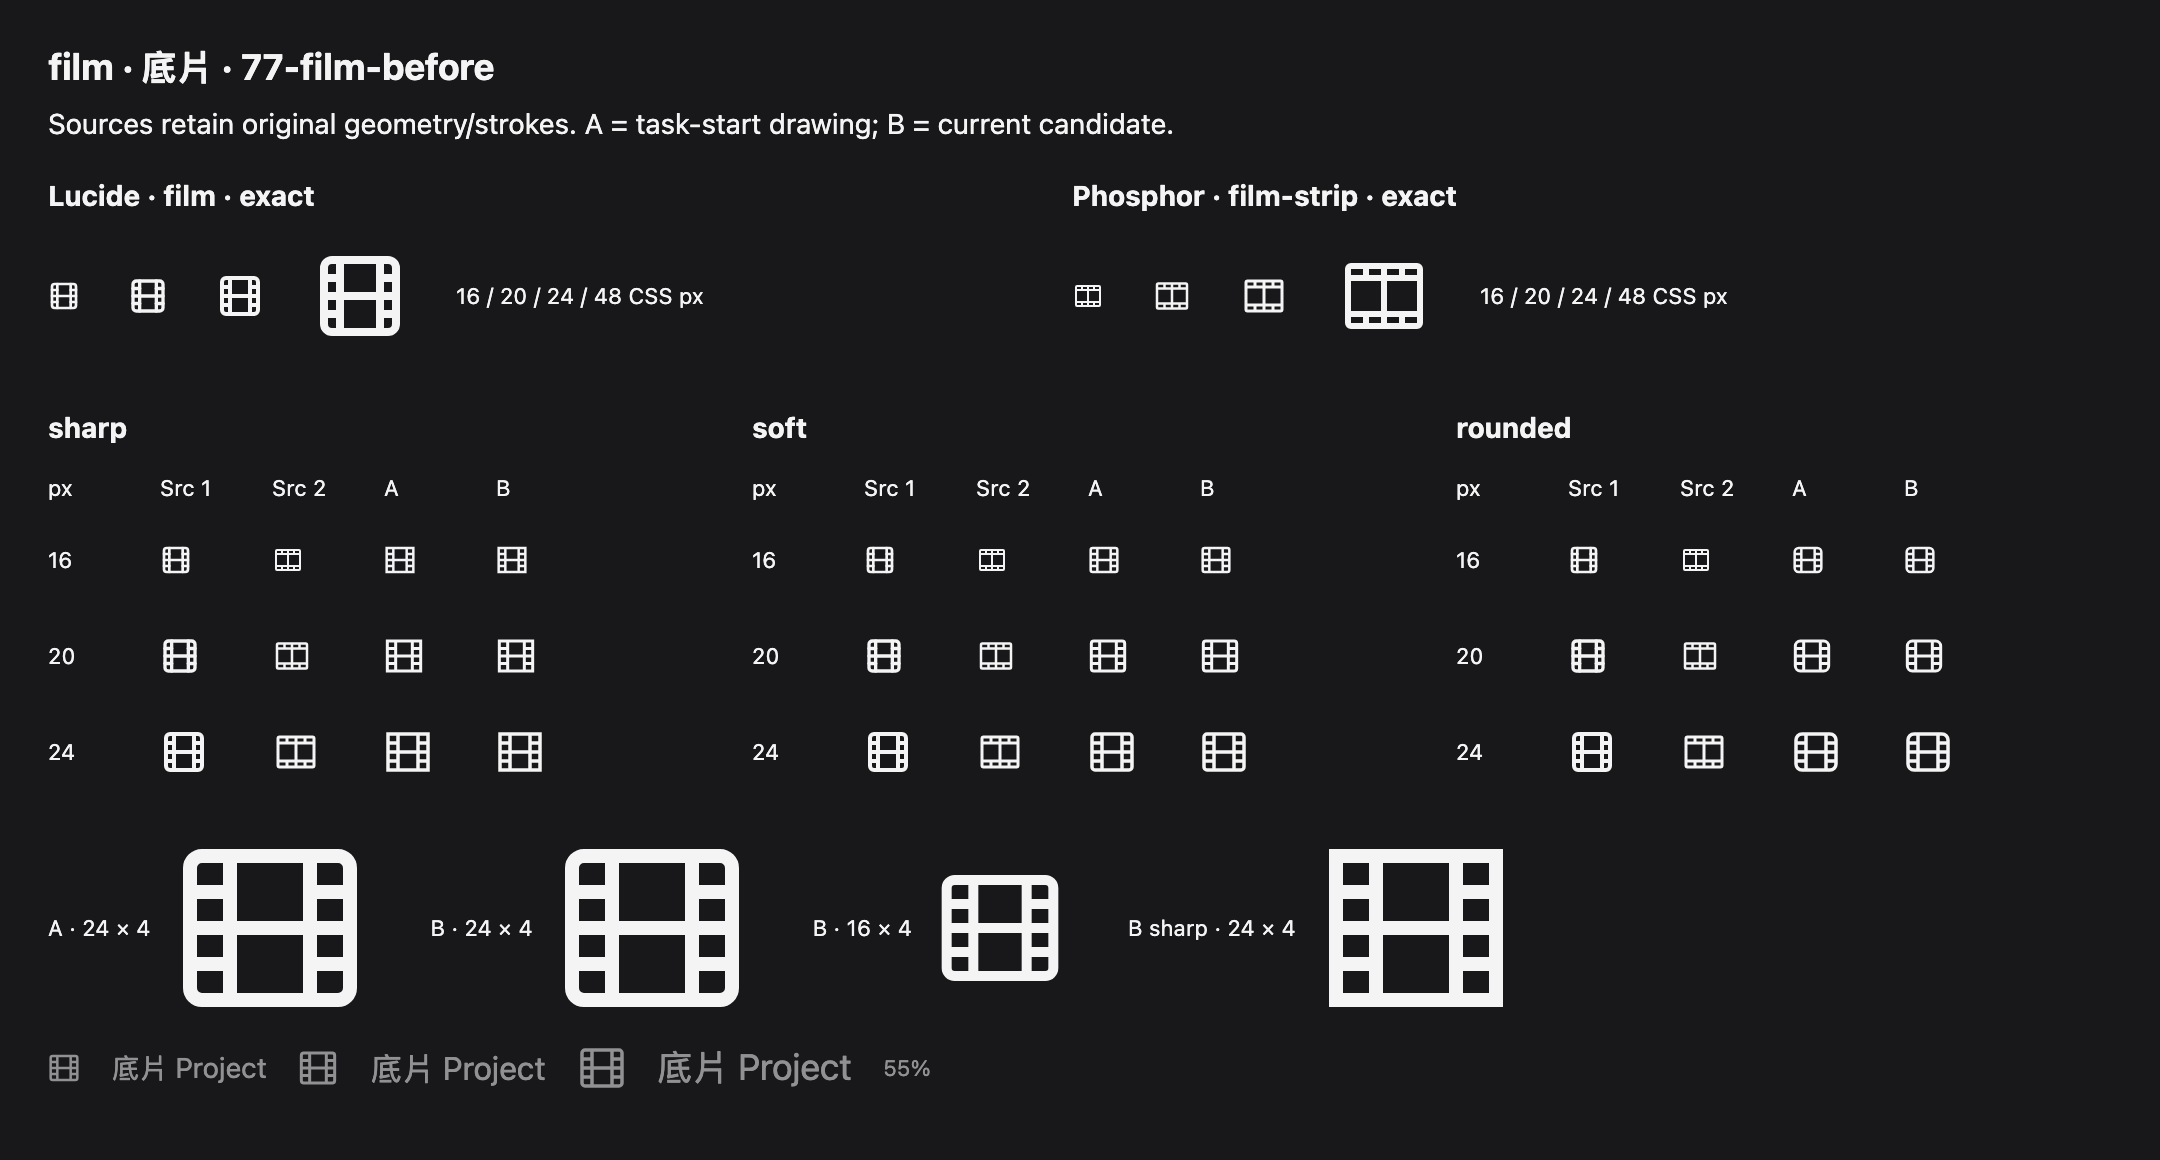 film · 底片 · 77-film-before
Sources retain original geometry/strokes. A = task-start drawing; B = current candidate.
Lucide · film · exact
Phosphor · film-strip · exact
16 / 20 / 24 / 48 CSS px
16 / 20 / 24 / 48 CSS px
sharp
soft
rounded
px Src 1 Src 2 A B
px Src 1 Src 2 A B
px Src 1 Src 2 A B
16
16
16
20
20
20
24
24
24
A · 24 × 4
B · 24 × 4
B · 16 × 4
B sharp · 24 × 4
底片 Project
底片 Project
底片 Project
55%